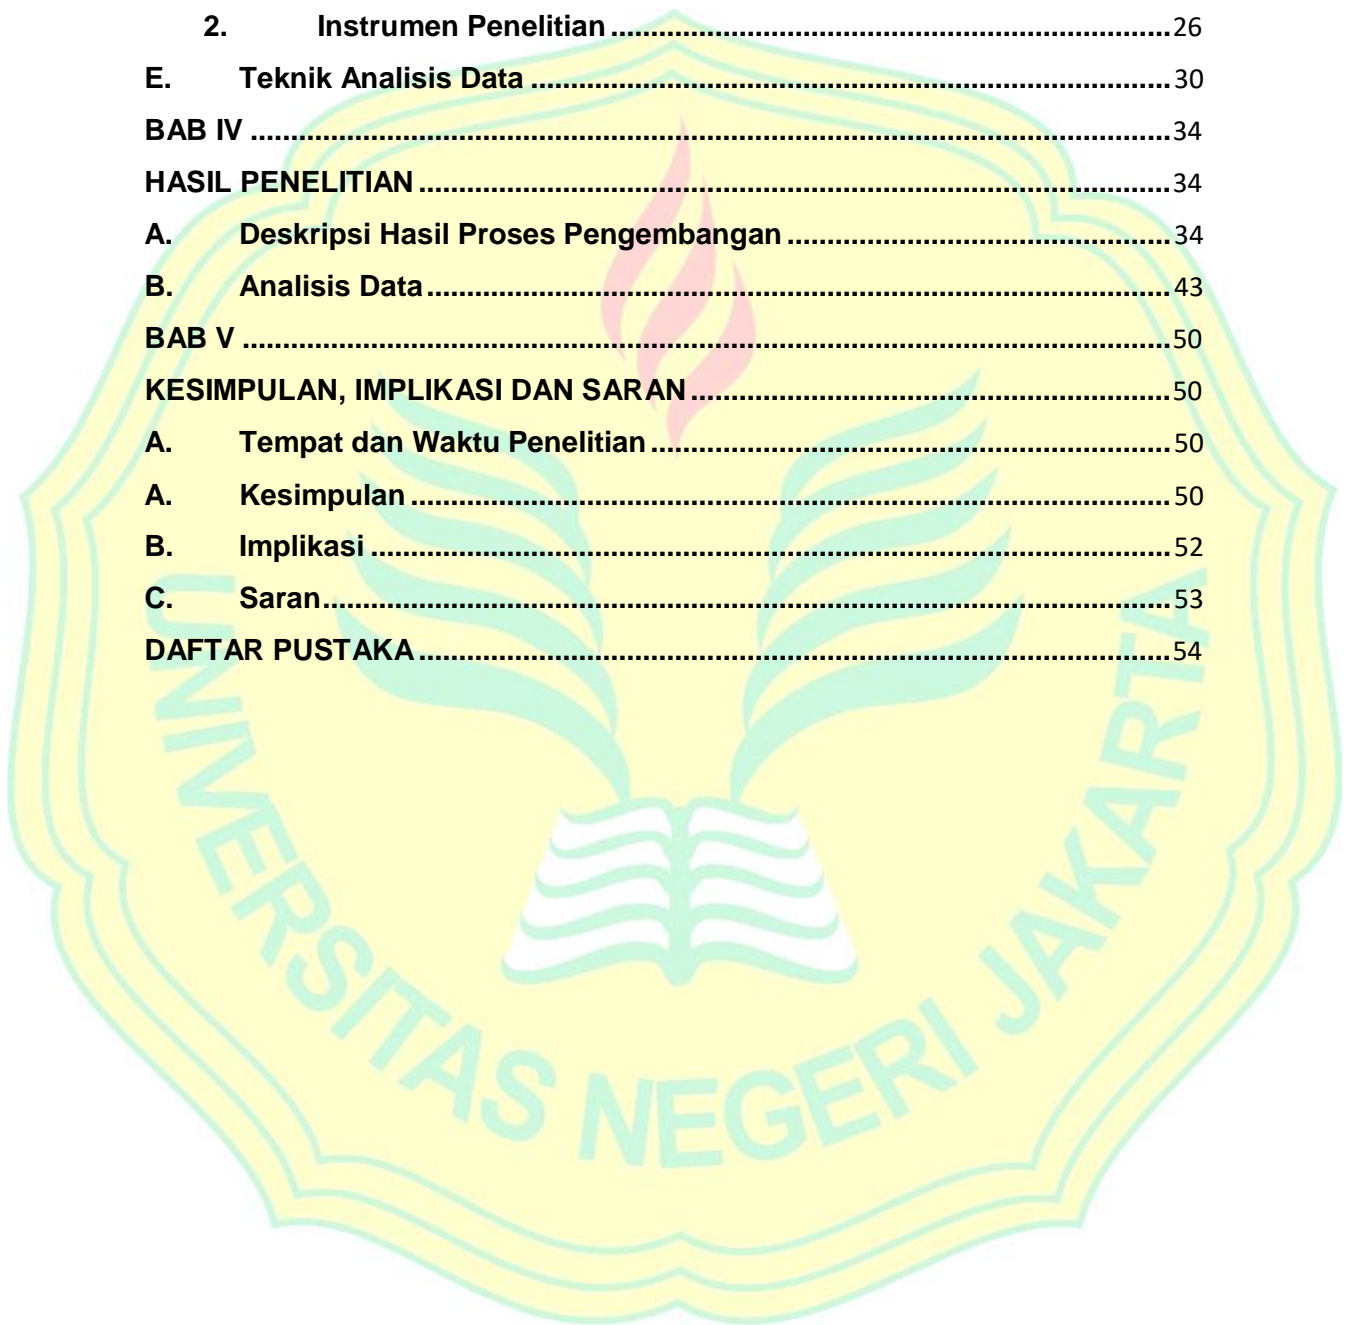 2. Instrumen Penelitian ...................................................................... 26
E. Teknik Analisis Data ................................................................................ 30
BAB IV ................................................................................................................... 34
HASIL PENELITIAN .............................................................................................. 34
A. Deskripsi Hasil Proses Pengembangan ................................................ 34
B. Analisis Data ............................................................................................. 43
BAB V .................................................................................................................... 50
KESIMPULAN, IMPLIKASI DAN SARAN ............................................................ 50
A. Tempat dan Waktu Penelitian ................................................................. 50
A. Kesimpulan ............................................................................................... 50
B. Implikasi .................................................................................................... 52
C. Saran .......................................................................................................... 53
DAFTAR PUSTAKA .............................................................................................. 54
UNIVERSITAS NEGERI JAKARTA